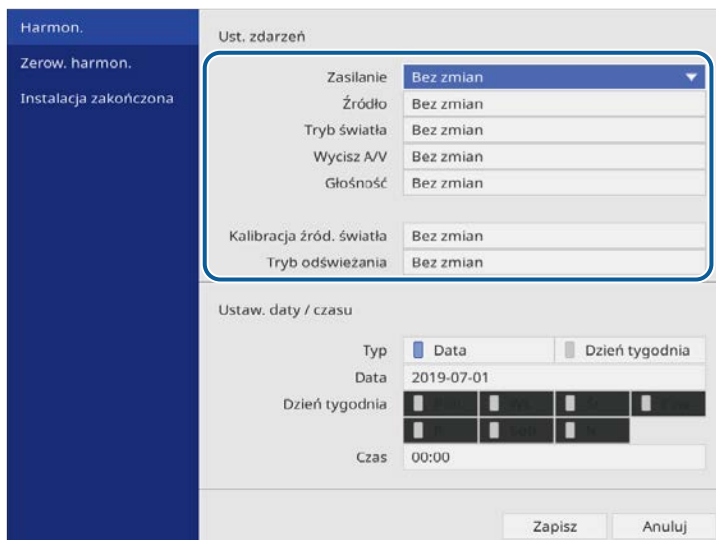 Harmon.
Zerow. harmon.
Instalacja zakończona
Ust. zdarzeń
Zasilanie Bez zmian
Źródło Bez zmian
Tryb światła Bez zmian
Wycisz A/V Bez zmian
Głośność Bez zmian
Kalibracja źród. światła Bez zmian
Tryb odświeżania Bez zmian
Ustaw. daty / czasu
Typ Data Dzień tygodnia
Data 2019-07-01
Dzień tygodnia
Czas 00:00
Zapisz Anuluj